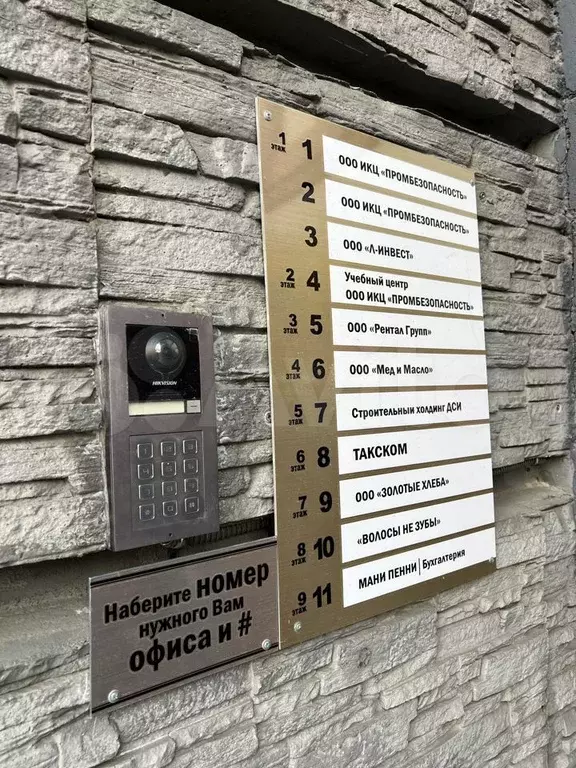 1 этаж 1 ООО ИКЦ «ПРОМБЕЗОПАСНОСТЬ»
2 ООО ИКЦ «ПРОМБЕЗОПАСНОСТЬ»
3 ООО «Л-ИНВЕСТ»
2 этаж 4 Учебный центр
ООО ИКЦ «ПРОМБЕЗОПАСНОСТЬ»
3 этаж 5 ООО «Рентал Групп»
4 этаж 6 ООО «Мед и Масло»
5 этаж 7 Строительный холдинг ДСИ
6 этаж 8 ТАКСКОМ
7 этаж 9 ООО «ЗОЛОТЫЕ ХЛЕБА»
8 этаж 10 «ВОЛОСЫ НЕ ЗУБЫ»
9 этаж 11 МАНИ ПЕННИ | Бухгалтерия
HIKVISION
Наберите номер
нужного Вам
офиса и #